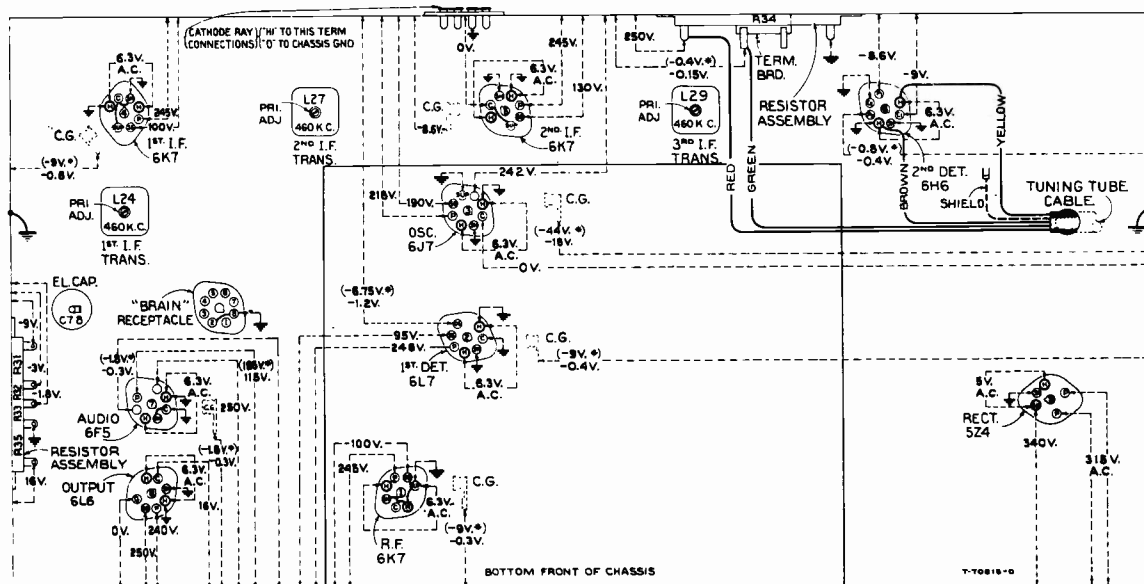 CATHODE RAY "HI" TO THIS TERM
CONNECTIONS "O" TO CHASSIS GND
0V.
245V.
130V.
250V.
R34
TERM.
BRD.
RESISTOR
ASSEMBLY
(-0.4V.*)
-0.15V.
-8.6V.
-9V.
6.3V.
A.C.
245V.
100V.
1ST. I.F.
6K7
C.G.
(-9V.*)
-0.8V.
PRI.
ADJ
L27
460 K.C.
2ND I.F.
TRANS.
C.G.
-8.6V.
6.3V.
A.C.
2ND I.F.
6K7
PRI.
ADJ
L29
460 K.C.
3RD I.F.
TRANS.
6.3V.
A.C.
(-0.8V.*)
-0.4V.
2ND DET.
6H6
RED
GREEN
BROWN
YELLOW
SHIELD
TUNING TUBE
CABLE
PRI.
ADJ.
L24
460 K.C.
1ST. I.F.
TRANS.
242V.
218V.
190V.
OSC.
6J7
6.3V.
A.C.
C.G.
(-44V.*)
-18V.
0V.
EL.CAP.
C78
"BRAIN"
RECEPTACLE
(-6.75V.*)
-1.2V.
95V.
248V.
1ST. DET.
6L7
6.3V.
A.C.
C.G.
(-9V.*)
-0.4V.
-9V.
R31
-3V.
R32
-1.8V.
R33
R35
16V.
(-1.8V.*)
-0.3V.
115V.
6.3V.
A.C.
250V.
AUDIO
6F5
(-1.8V.*)
-0.3V.
RESISTOR
ASSEMBLY
OUTPUT
6L6
6.3V.
A.C.
16V.
0V.
240V.
250V.
100V.
245V.
6.3V.
A.C.
R.F.
6K7
C.G.
(-9V.*)
-0.3V.
5V.
A.C.
RECT.
5Z4
340V.
318V.
A.C.
BOTTOM FRONT OF CHASSIS
T-70615-0